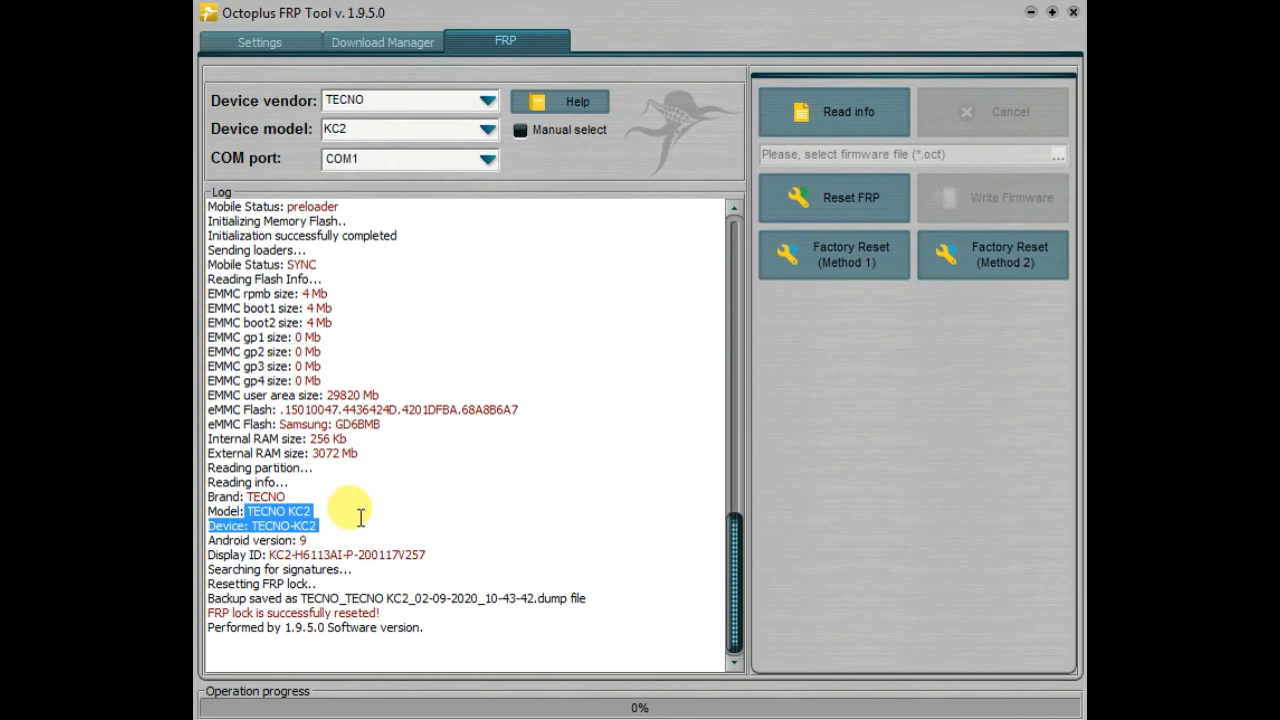 Octoplus FRP Tool v. 1.9.5.0
Settings
Download Manager
FRP
Device vendor: TECNO
Help
Device model: KC2
Manual select
COM port: COM1
Read info
Cancel
Please, select firmware file (*.oct) ...
Reset FRP
Write Firmware
Factory Reset
(Method 1)
Factory Reset
(Method 2)
Log
Mobile Status: preloader
Initializing Memory Flash..
Initialization successfully completed
Sending loaders...
Mobile Status: SYNC
Reading Flash Info...
EMMC rpmb size: 4 Mb
EMMC boot1 size: 4 Mb
EMMC boot2 size: 4 Mb
EMMC gp1 size: 0 Mb
EMMC gp2 size: 0 Mb
EMMC gp3 size: 0 Mb
EMMC gp4 size: 0 Mb
EMMC user area size: 29820 Mb
eMMC Flash: .15010047.4436424D.4201DFBA.68A8B6A7
eMMC Flash: Samsung: GD6BMB
Internal RAM size: 256 Kb
External RAM size: 3072 Mb
Reading partition...
Reading info...
Brand: TECNO
Model: TECNO KC2
Device: TECNO-KC2
Android version: 9
Display ID: KC2-H6113AI-P-200117V257
Searching for signatures...
Resetting FRP lock..
Backup saved as TECNO_TECNO KC2_02-09-2020_10-43-42.dump file
FRP lock is successfully reseted!
Performed by 1.9.5.0 Software version.
Operation progress
0%